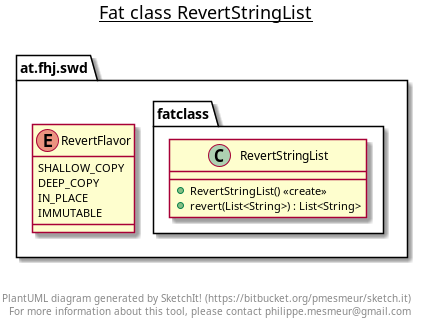 Fat class RevertStringList
at.fhj.swd
fatclass
E RevertFlavor
SHALLOW_COPY
DEEP_COPY
IN_PLACE
IMMUTABLE
C RevertStringList
RevertStringList() «create»
revert(List<String>) : List<String>
PlantUML diagram generated by SketchIt! (https://bitbucket.org/pmesmeur/sketch.it)
For more information about this tool, please contact philippe.mesmeur@gmail.com